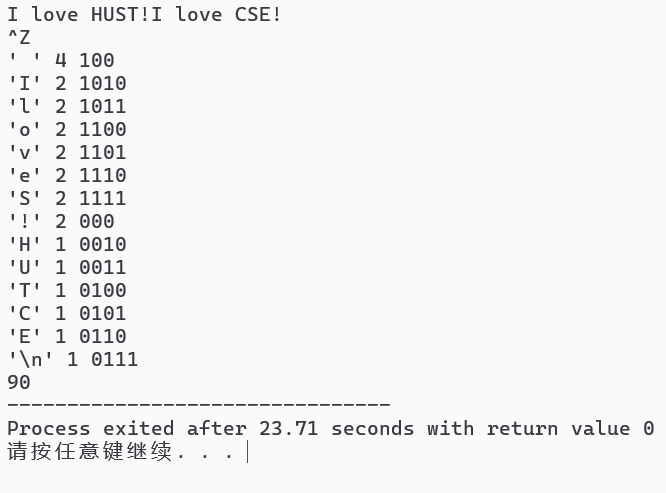 I love HUST!I love CSE!
^Z
' ' 4 100
'I' 2 1010
'l' 2 1011
'o' 2 1100
'v' 2 1101
'e' 2 1110
'S' 2 1111
'!' 2 000
'H' 1 0010
'U' 1 0011
'T' 1 0100
'C' 1 0101
'E' 1 0110
'\n' 1 0111
90
--------------------------------
Process exited after 23.71 seconds with return value 0
请按任意键继续. . .